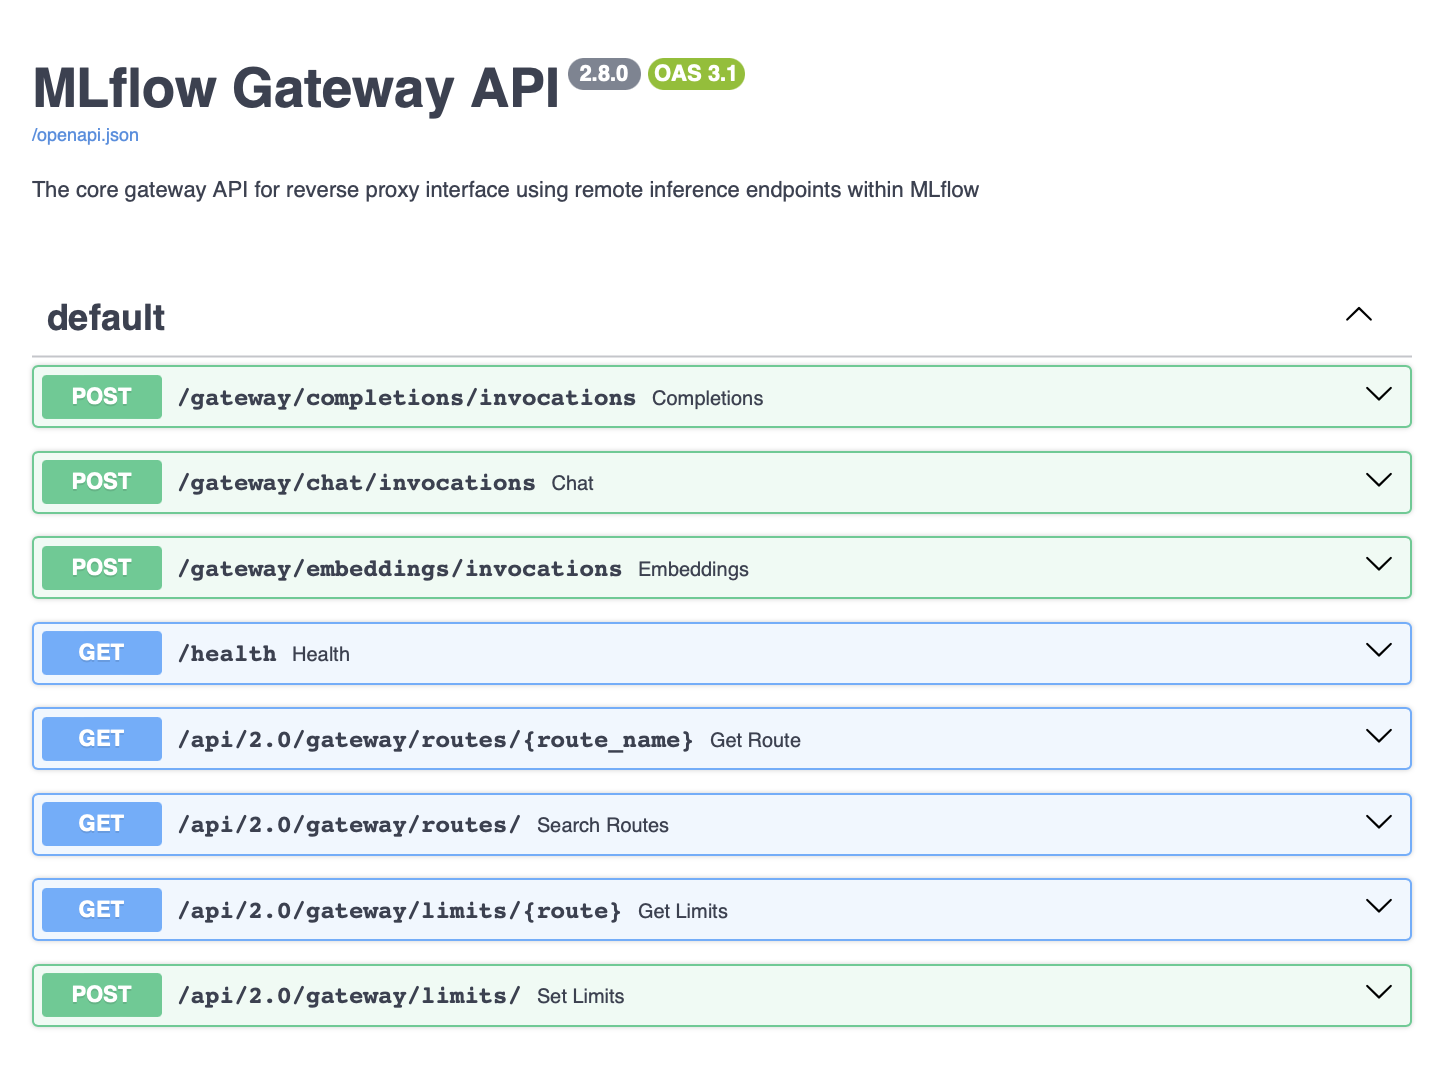 MLflow Gateway API 2.8.0 OAS 3.1
/openapi.json
The core gateway API for reverse proxy interface using remote inference endpoints within MLflow
default
POST /gateway/completions/invocations Completions
POST /gateway/chat/invocations Chat
POST /gateway/embeddings/invocations Embeddings
GET /health Health
GET /api/2.0/gateway/routes/{route_name} Get Route
GET /api/2.0/gateway/routes/ Search Routes
GET /api/2.0/gateway/limits/{route} Get Limits
POST /api/2.0/gateway/limits/ Set Limits